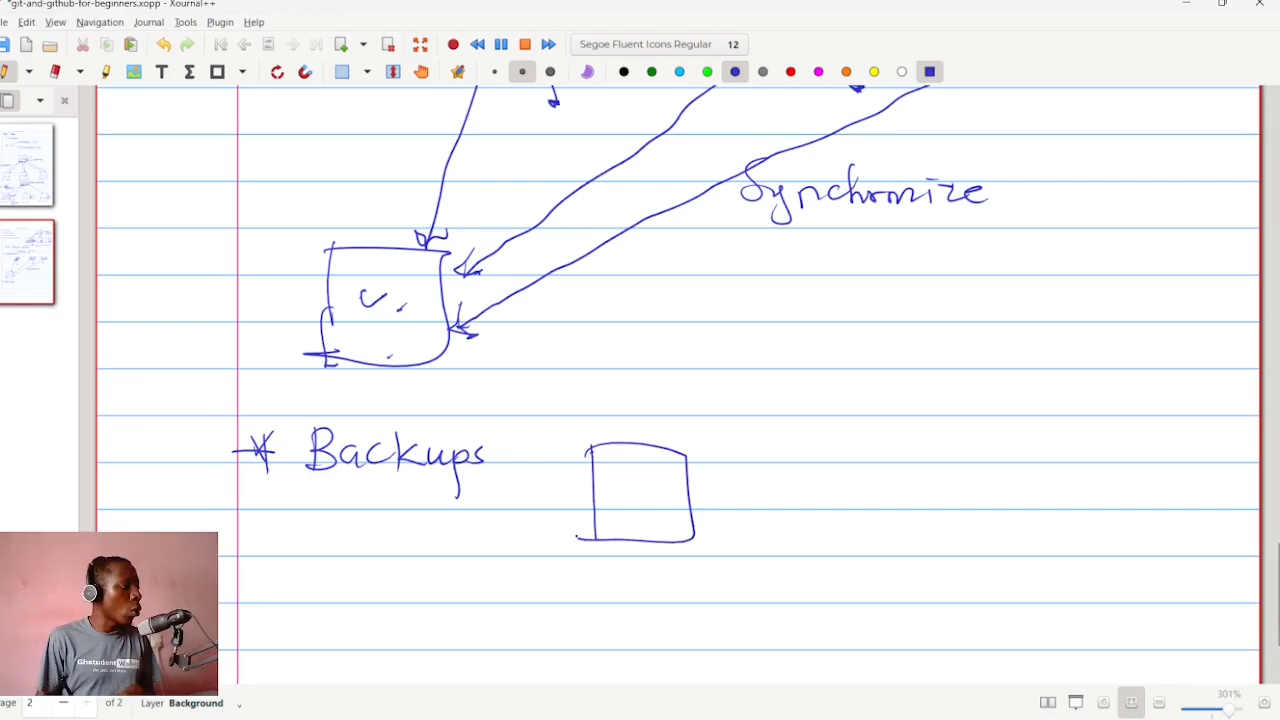 *git-and-github-for-beginners.xopp - Xournal++
Edit View Navigation Journal Tools Plugin Help
Segoe Fluent Icons Regular 12
Synchronize
* Backups
GhstudentWalls
Page 2 of 2 Layer Background
301%